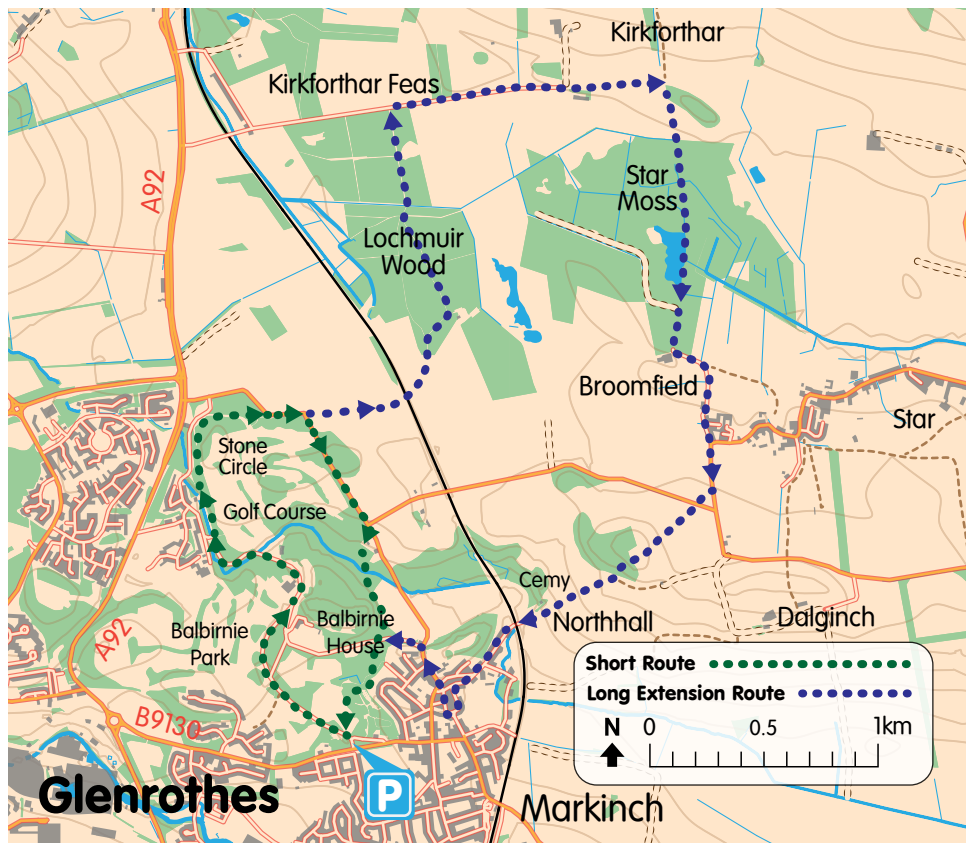 Kirkforthar
Kirkforthar Feas
A92
Star
Moss
Lochmuir
Wood
Broomfield
Star
Stone
Circle
Golf Course
Cemy
Northhall
Dalginch
Balbirnie
House
Balbirnie
Park
A92
B9130
Short Route
Long Extension Route
N
0
0.5
1km
P
Glenrothes
Markinch